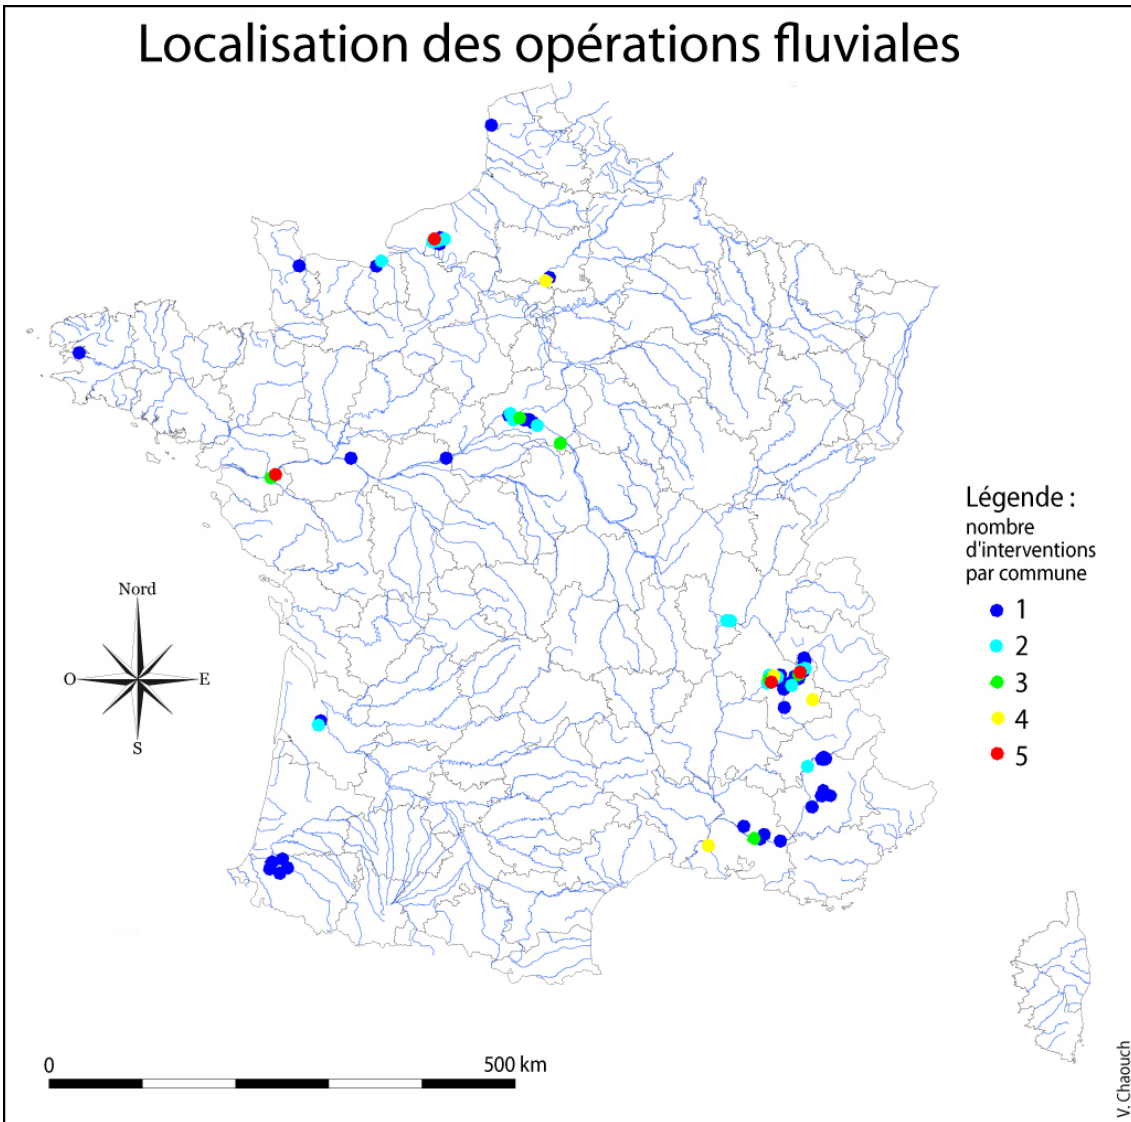 Localisation des opérations fluviales
Légende :
nombre
d'interventions
par commune
1
2
3
4
5
Nord
O
E
S
0
500 km
V. Chaouch